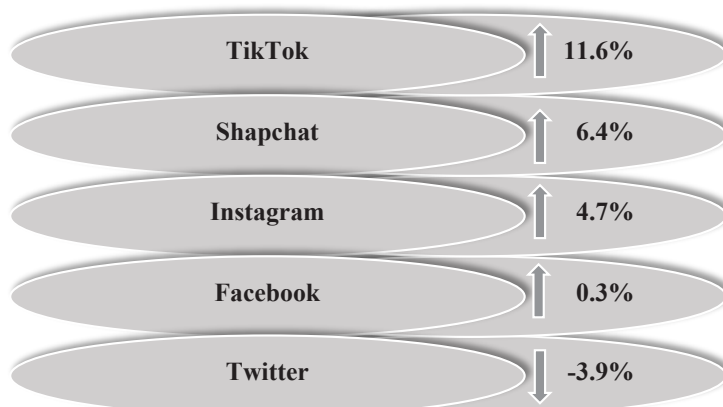 TikTok 11.6%
Shapchat 6.4%
Instagram 4.7%
Facebook 0.3%
Twitter -3.9%